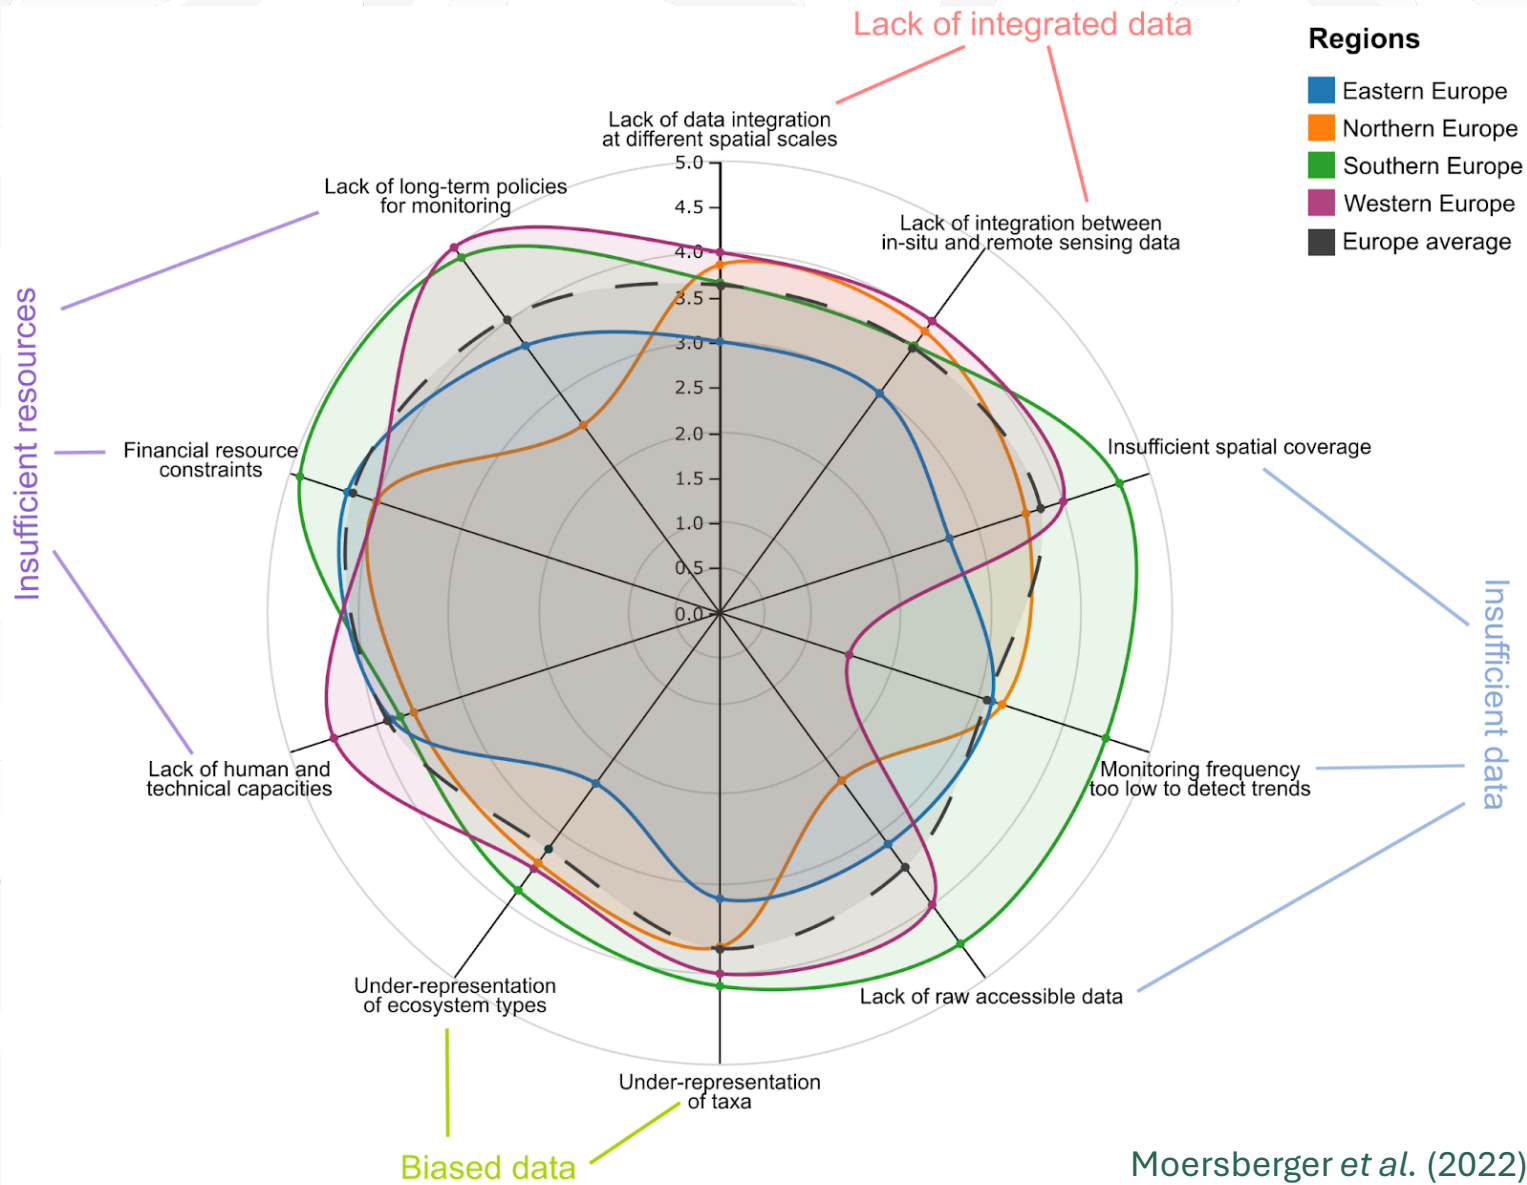 Lack of integrated data
Regions
Eastern Europe
Northern Europe
Southern Europe
Western Europe
Europe average
Lack of data integration
at different spatial scales
Lack of long-term policies
for monitoring
Lack of integration between
in-situ and remote sensing data
5.0
4.5
4.0
3.5
3.0
2.5
2.0
1.5
1.0
0.5
0.0
Insufficient resources
Financial resource
constraints
Insufficient spatial coverage
Insufficient data
Lack of human and
technical capacities
Monitoring frequency
too low to detect trends
Under-representation
of ecosystem types
Lack of raw accessible data
Under-representation
of taxa
Biased data
Moersberger et al. (2022)